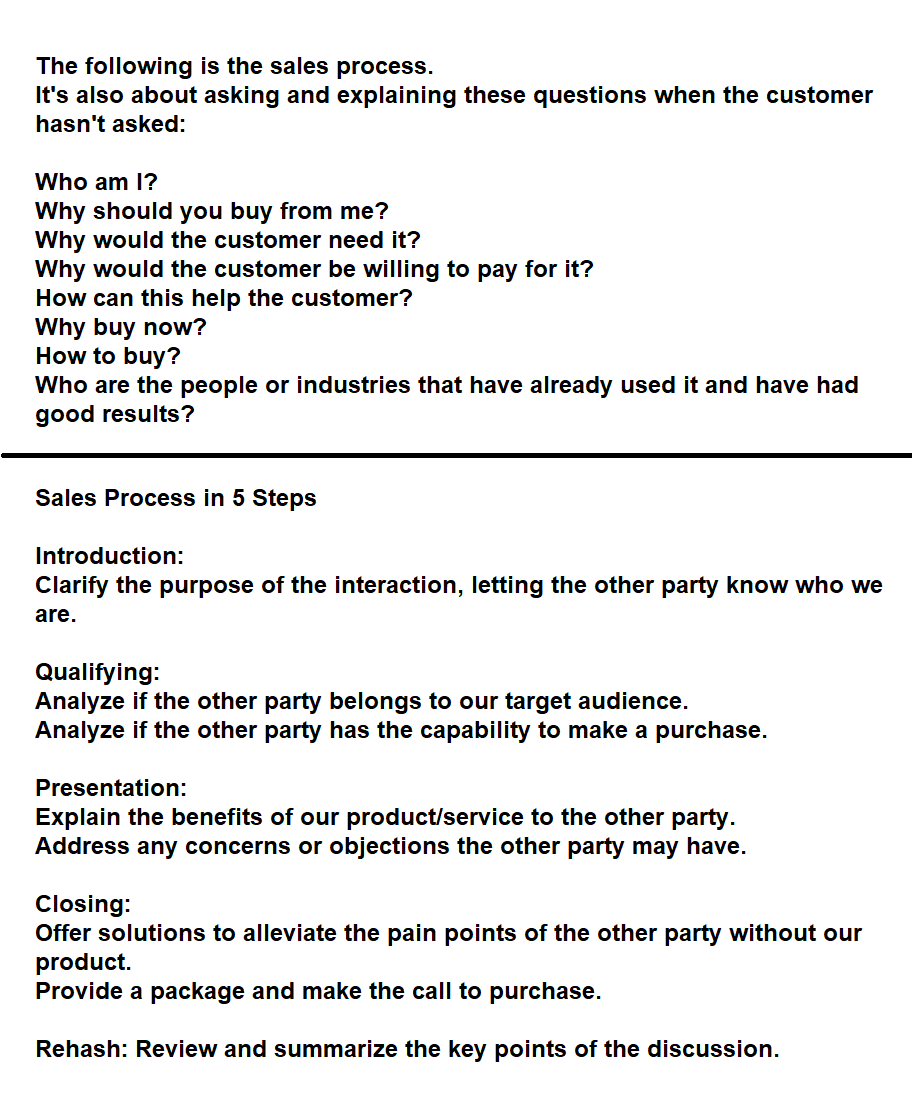 The following is the sales process.
It's also about asking and explaining these questions when the customer
hasn't asked:
Who am I?
Why should you buy from me?
Why would the customer need it?
Why would the customer be willing to pay for it?
How can this help the customer?
Why buy now?
How to buy?
Who are the people or industries that have already used it and have had
good results?
Sales Process in 5 Steps
Introduction:
Clarify the purpose of the interaction, letting the other party know who we
are.
Qualifying:
Analyze if the other party belongs to our target audience.
Analyze if the other party has the capability to make a purchase.
Presentation:
Explain the benefits of our product/service to the other party.
Address any concerns or objections the other party may have.
Closing:
Offer solutions to alleviate the pain points of the other party without our
product.
Provide a package and make the call to purchase.
Rehash: Review and summarize the key points of the discussion.